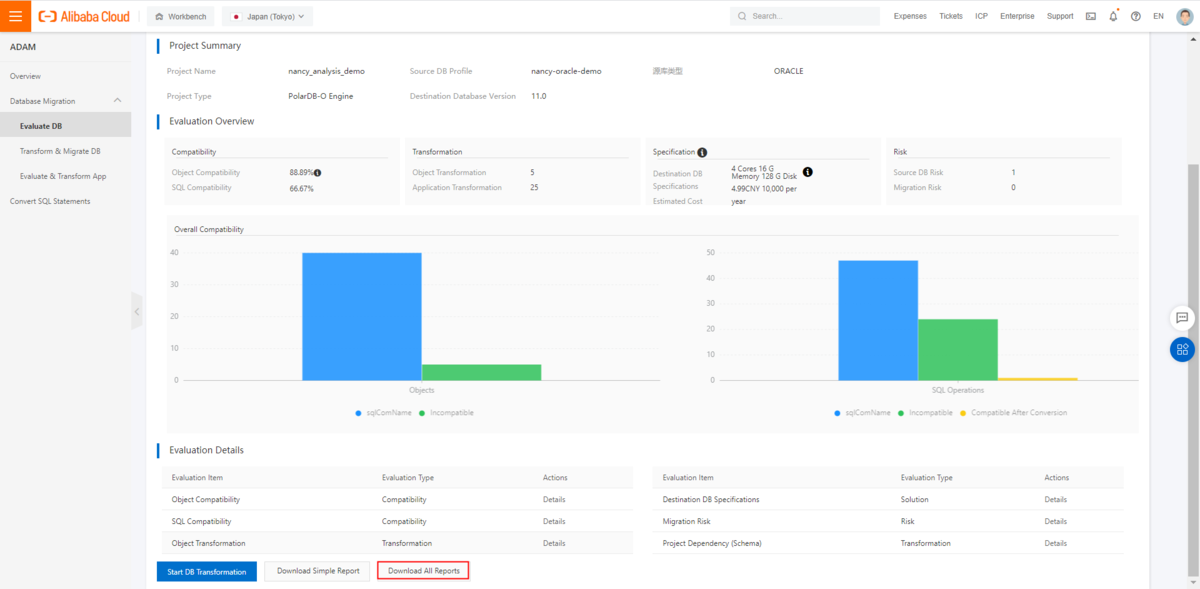 Alibaba Cloud
Workbench
Japan (Tokyo)
Search...
Expenses Tickets ICP Enterprise Support EN
ADAM
Overview
Database Migration
Evaluate DB
Transform & Migrate DB
Evaluate & Transform App
Convert SQL Statements
Project Summary
Project Name nancy_analysis_demo Source DB Profile nancy-oracle-demo 源库类型 ORACLE
Project Type PolarDB-O Engine Destination Database Version 11.0
Evaluation Overview
Compatibility
Object Compatibility 88.89%
SQL Compatibility 66.67%
Transformation
Object Transformation 5
Application Transformation 25
Specification
Destination DB Specifications
4 Cores 16 G
Memory 128 G Disk
Estimated Cost
4.99CNY 10,000 per
year
Risk
Source DB Risk 1
Migration Risk 0
Overall Compatibility
40
30
20
10
0
Objects
sqlComName Incompatible
50
40
30
20
10
0
SQL Operations
sqlComName Incompatible Compatible After Conversion
Evaluation Details
Evaluation Item Evaluation Type Actions
Object Compatibility Compatibility Details
SQL Compatibility Compatibility Details
Object Transformation Transformation Details
Evaluation Item Evaluation Type Actions
Destination DB Specifications Solution Details
Migration Risk Risk Details
Project Dependency (Schema) Transformation Details
Start DB Transformation Download Simple Report Download All Reports